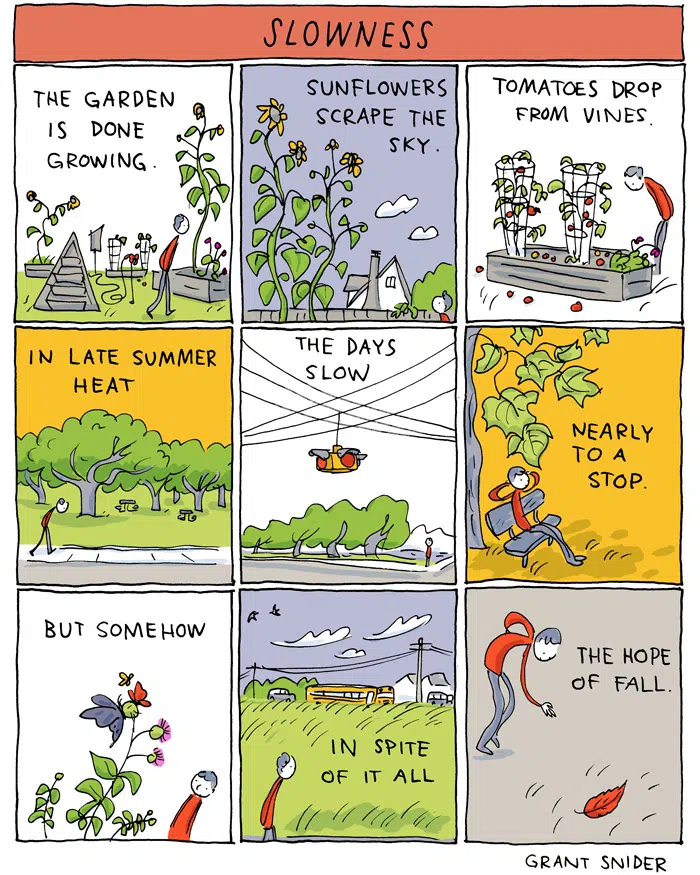 SLOWNESS
THE GARDEN
IS DONE
GROWING.
SUNFLOWERS
SCRAPE THE
SKY.
TOMATOES DROP
FROM VINES.
IN LATE SUMMER
HEAT
THE DAYS
SLOW
NEARLY
TO A
STOP.
BUT SOMEHOW
IN SPITE
OF IT ALL
THE HOPE
OF FALL.
GRANT SNIDER